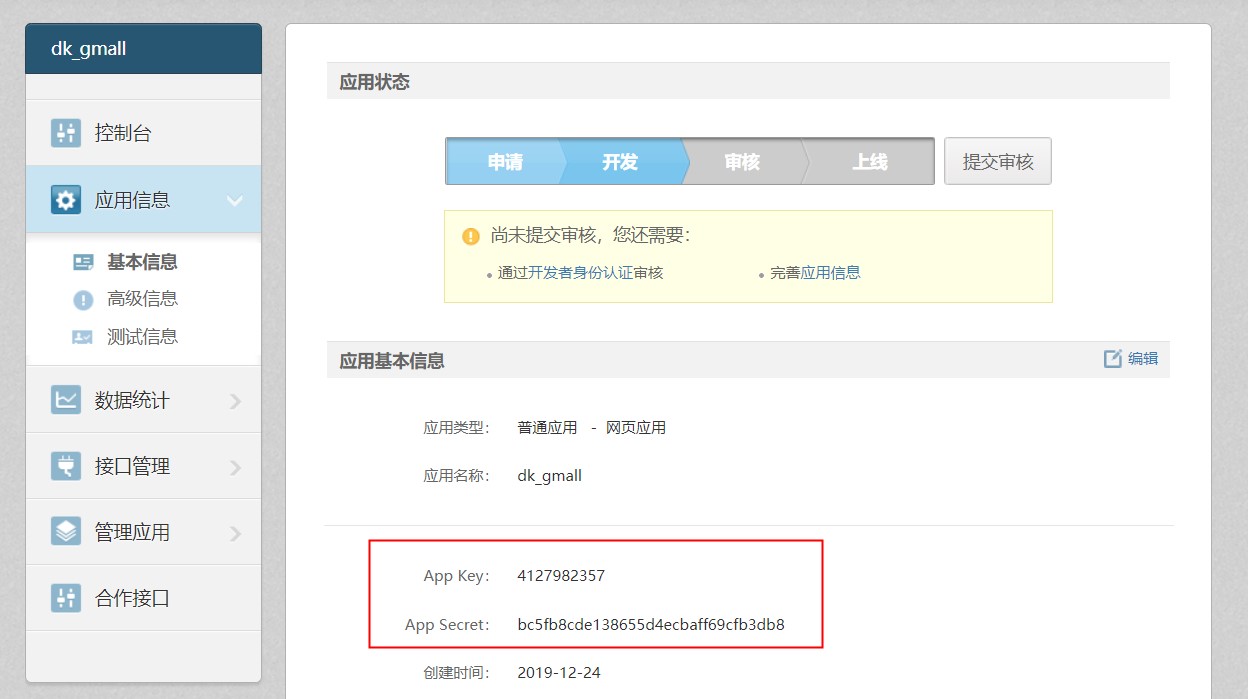 dk_gmall
控制台
应用信息
基本信息
高级信息
测试信息
数据统计
接口管理
管理应用
合作接口
应用状态
申请 开发 审核 上线 提交审核
尚未提交审核，您还需要：
• 通过开发者身份认证审核 • 完善应用信息
应用基本信息 编辑
应用类型： 普通应用 - 网页应用
应用名称： dk_gmall
App Key： 4127982357
App Secret： bc5fb8cde138655d4ecbaff69cfb3db8
创建时间： 2019-12-24